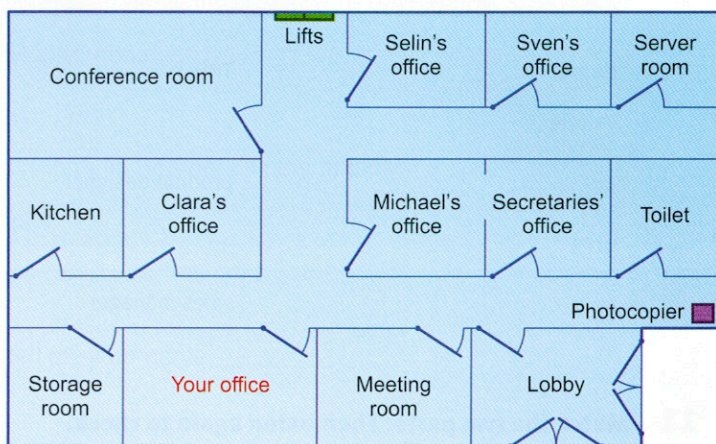 Lifts
Conference room
Selin's
office
Sven's
office
Server
room
Kitchen
Clara's
office
Michael's
office
Secretaries'
office
Toilet
Photocopier
Storage
room
Your office
Meeting
room
Lobby